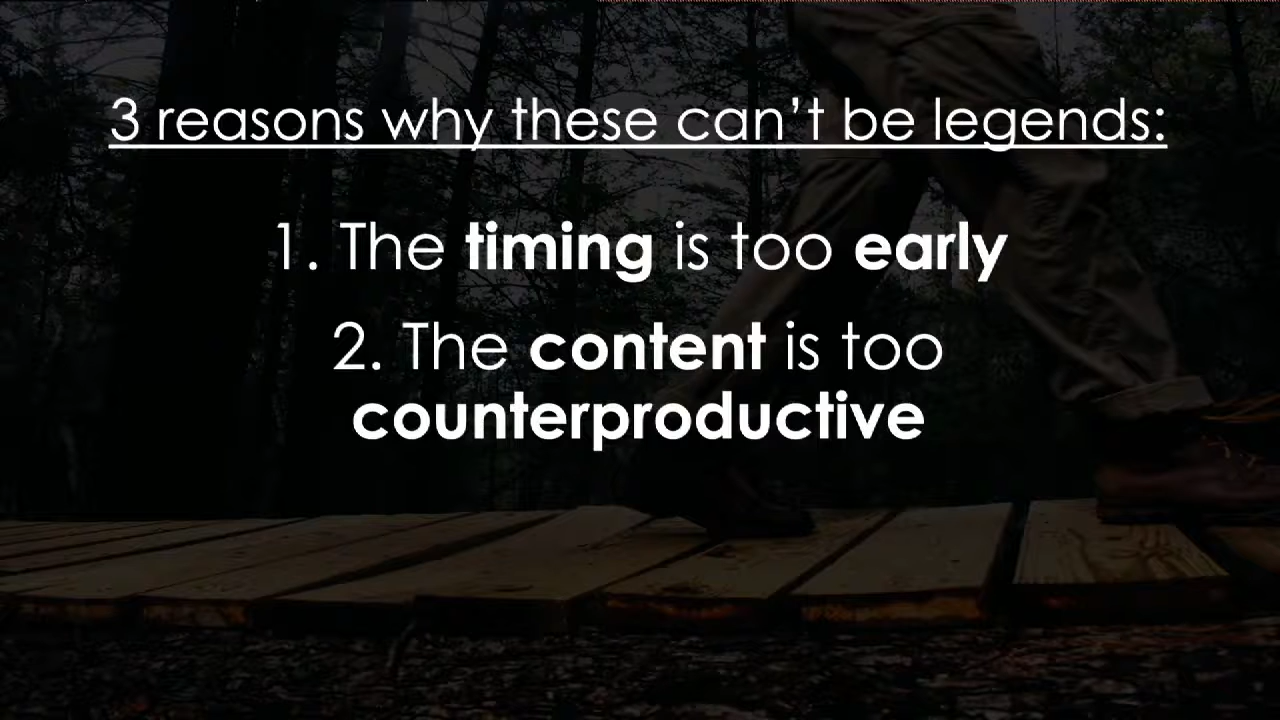 3 reasons why these can’t be legends:
1. The timing is too early
2. The content is too
counterproductive